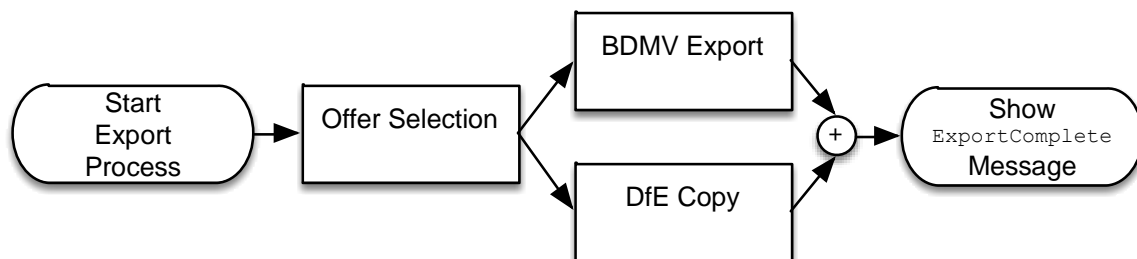 Start
Export
Process
Offer Selection
BDMV Export
DfE Copy
+
Show
ExportComplete
Message